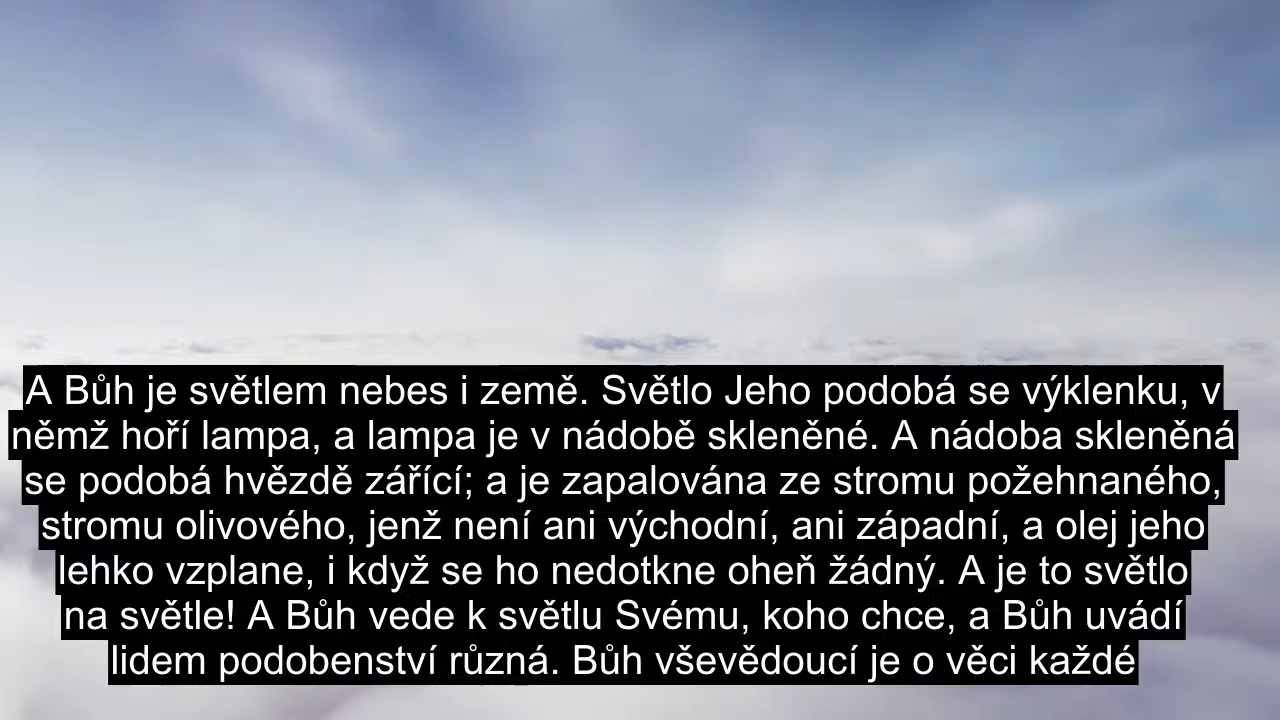 A Bůh je světlem nebes i země. Světlo Jeho podobá se výklenku, v
němž hoří lampa, a lampa je v nádobě skleněné. A nádoba skleněná
se podobá hvězdě zářící; a je zapalována ze stromu požehnaného,
stromu olivového, jenž není ani východní, ani západní, a olej jeho
lehko vzplane, i když se ho nedotkne oheň žádný. A je to světlo
na světle! A Bůh vede k světlu Svému, koho chce, a Bůh uvádí
lidem podobenství různá. Bůh vševědoucí je o věci každé